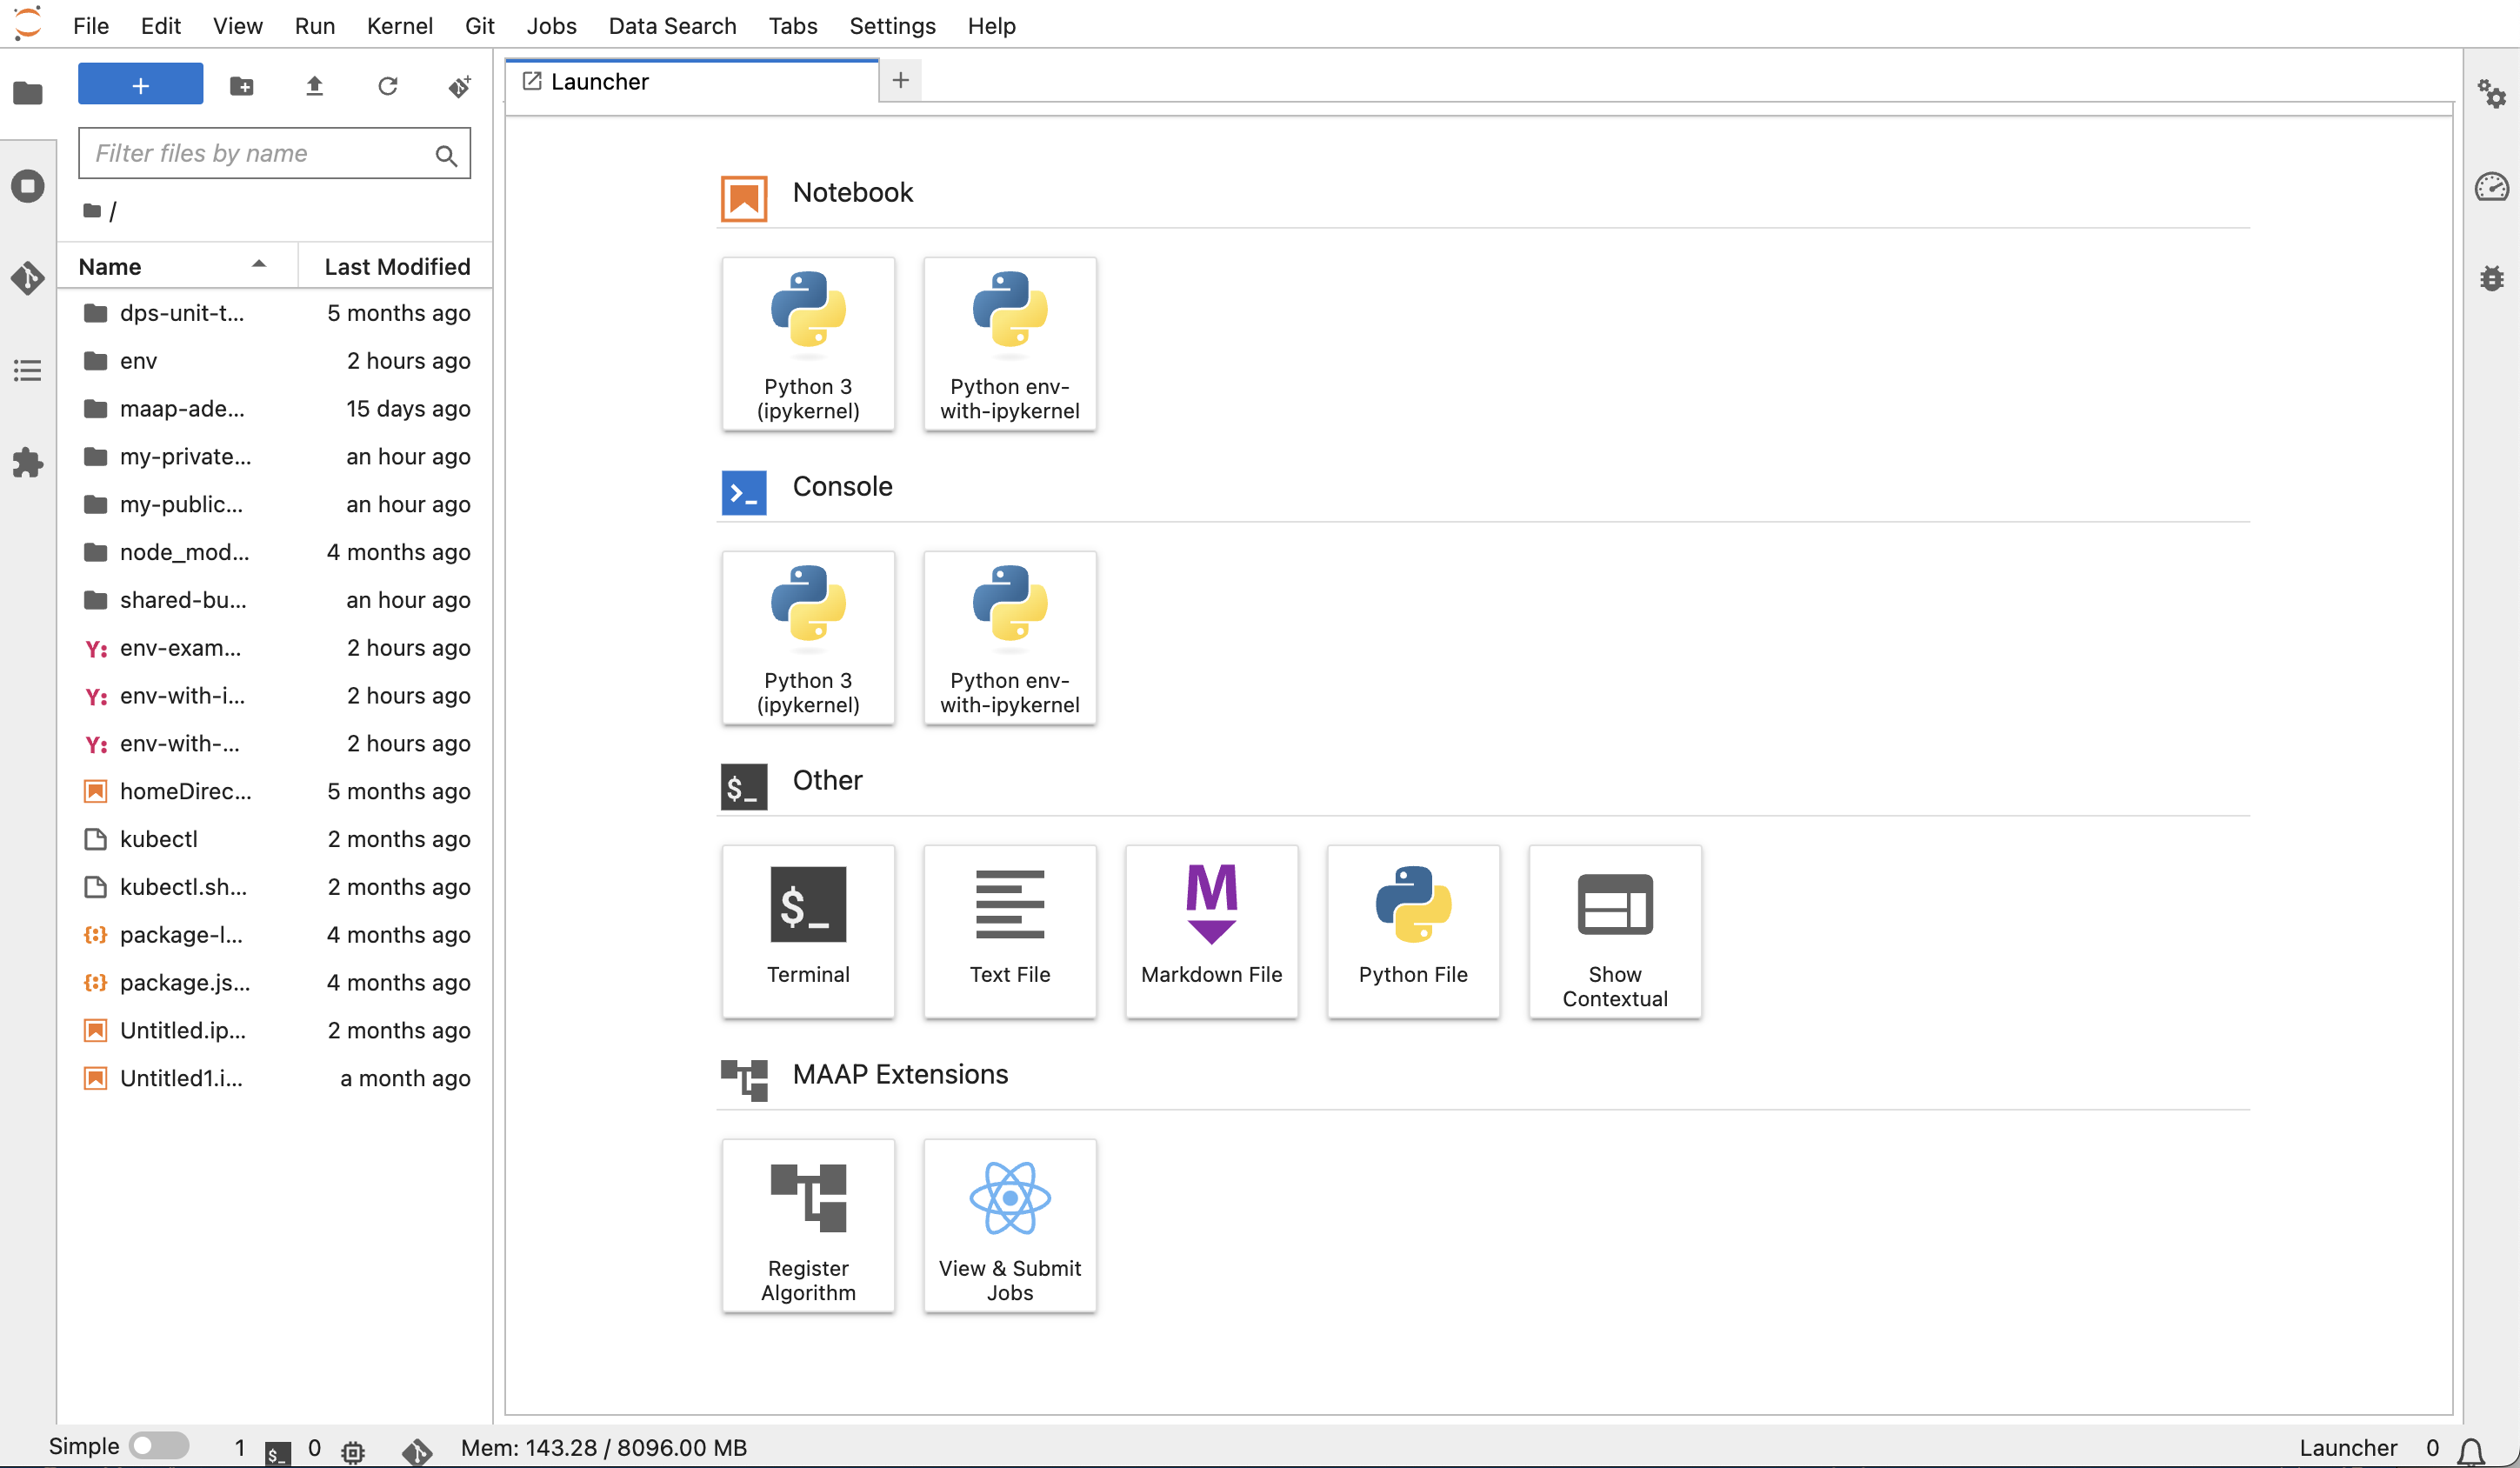 File Edit View Run Kernel Git Jobs Data Search Tabs Settings Help
+
Filter files by name
/
Name Last Modified
dps-unit-t... 5 months ago
env 2 hours ago
maap-ade... 15 days ago
my-private... an hour ago
my-public... an hour ago
node_mod... 4 months ago
shared-bu... an hour ago
Y: env-exam... 2 hours ago
Y: env-with-i... 2 hours ago
Y: env-with-... 2 hours ago
homeDirec... 5 months ago
kubectl 2 months ago
kubectl.sh... 2 months ago
{:} package-l... 4 months ago
{:} package.js... 4 months ago
Untitled.ip... 2 months ago
Untitled1.i... a month ago
Launcher +
Notebook
Python 3
(ipykernel)
Python env-
with-ipykernel
>_ Console
Python 3
(ipykernel)
Python env-
with-ipykernel
$_ Other
$_
Terminal
Text File
M
Markdown File
Python File
Show
Contextual
MAAP Extensions
Register
Algorithm
View & Submit
Jobs
Simple 1 $_ 0 Mem: 143.28 / 8096.00 MB Launcher 0